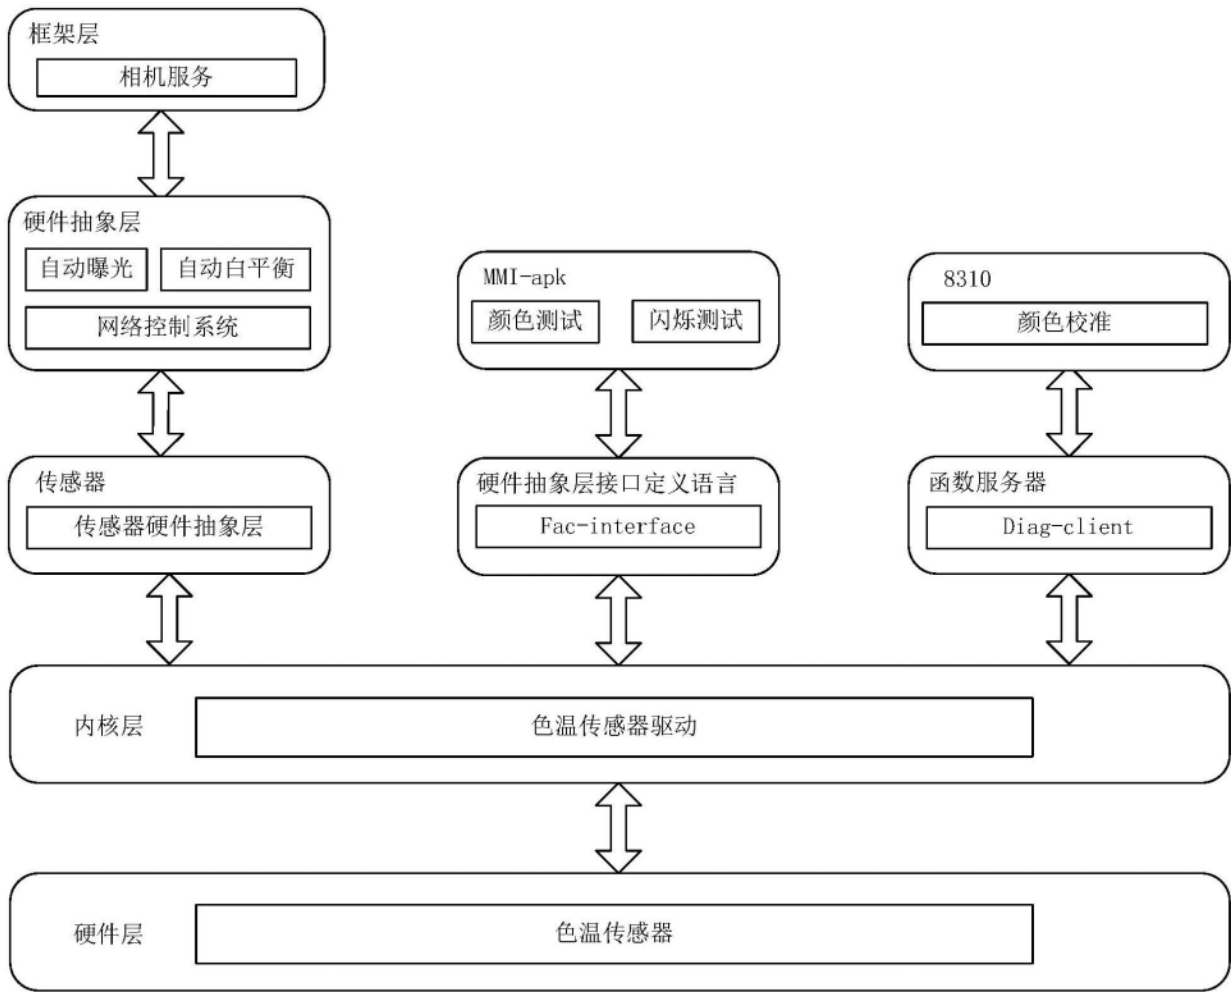 框架层
相机服务
硬件抽象层
自动曝光 自动白平衡
网络控制系统
MMI-apk
颜色测试 闪烁测试
8310
颜色校准
传感器
传感器硬件抽象层
硬件抽象层接口定义语言
Fac-interface
函数服务器
Diag-client
内核层 色温传感器驱动
硬件层 色温传感器